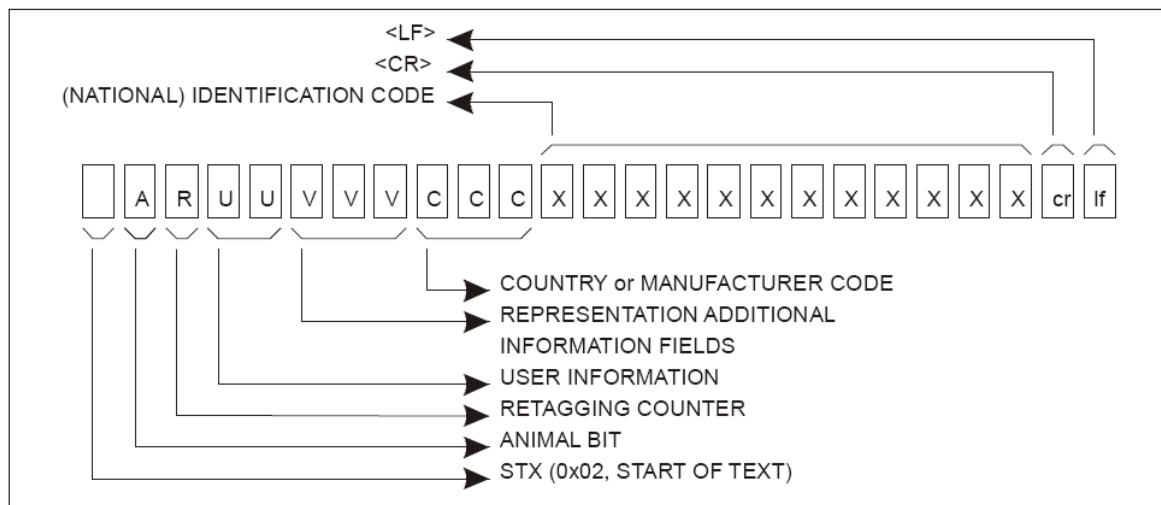 <LF>
<CR>
(NATIONAL) IDENTIFICATION CODE
A R U U V V V C C C X X X X X X X X X X X X cr lf
COUNTRY or MANUFACTURER CODE
REPRESENTATION ADDITIONAL
INFORMATION FIELDS
USER INFORMATION
RETAGGING COUNTER
ANIMAL BIT
STX (0x02, START OF TEXT)